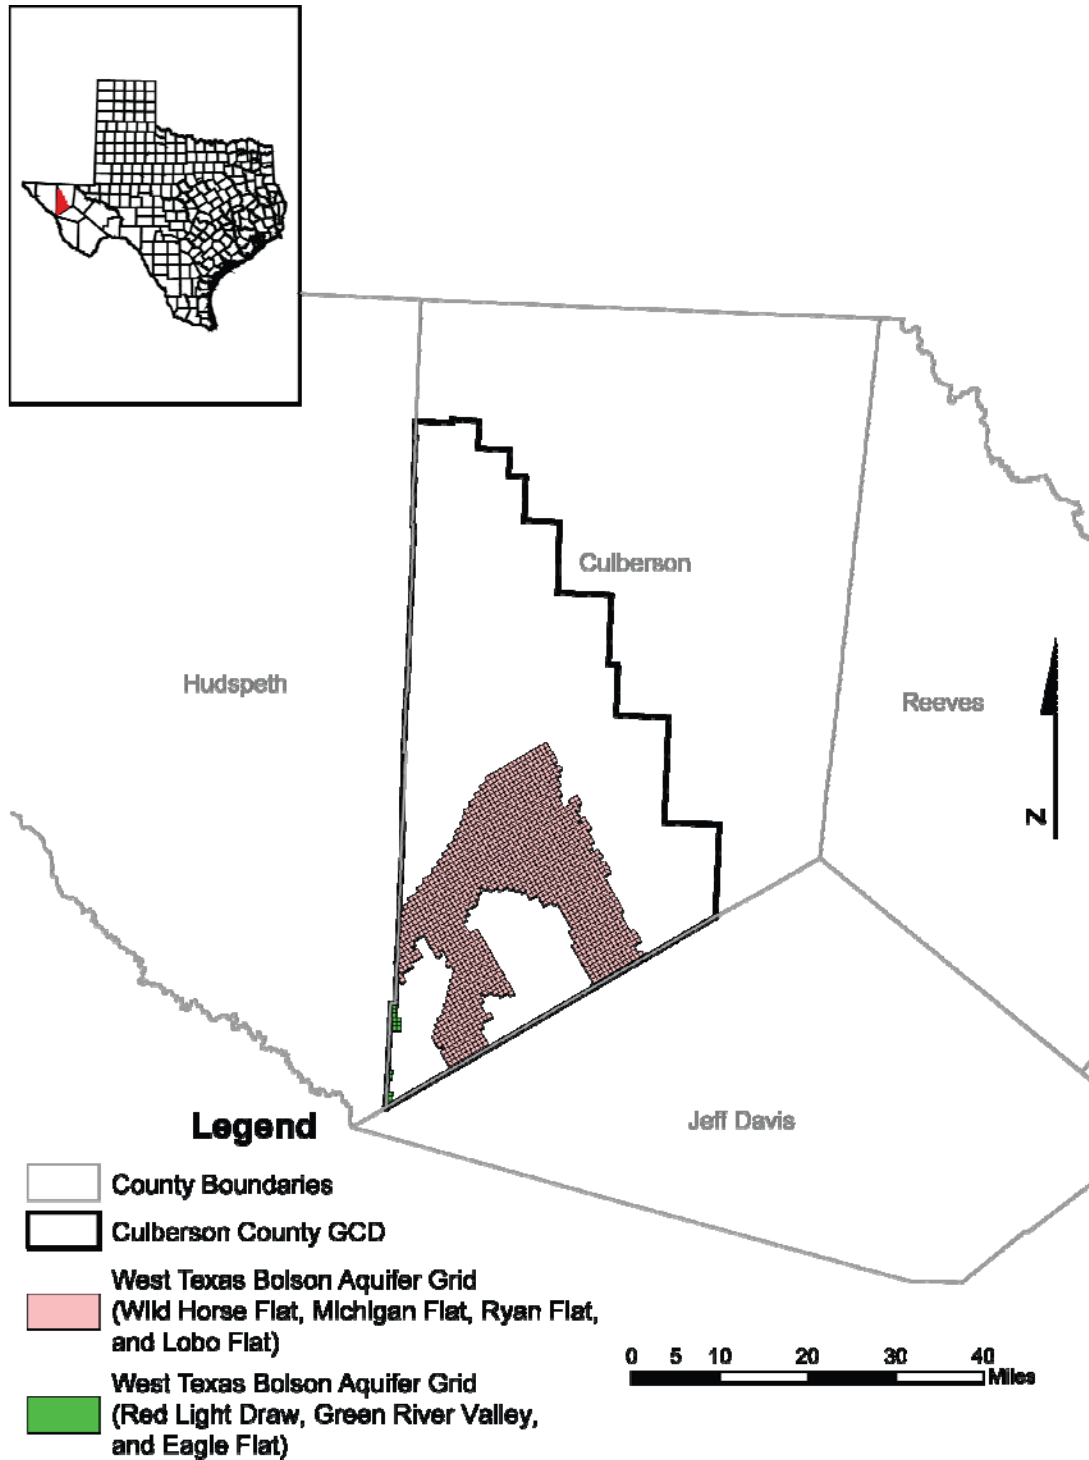 Culberson
Hudspeth
Reeves
N
Jeff Davis
Legend
County Boundaries
Culberson County GCD
West Texas Bolson Aquifer Grid
(Wild Horse Flat, Michigan Flat, Ryan Flat,
and Lobo Flat)
West Texas Bolson Aquifer Grid
(Red Light Draw, Green River Valley,
and Eagle Flat)
0 5 10 20 30 40
Miles